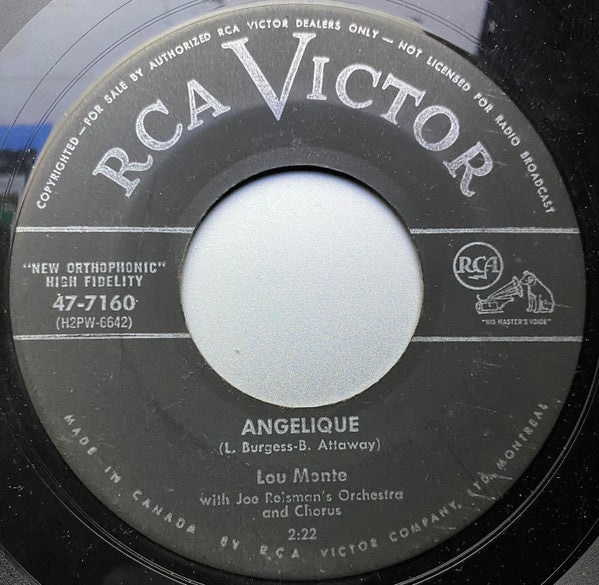 COPYRIGHTED—FOR SALE BY AUTHORIZED RCA VICTOR DEALERS ONLY — NOT LICENSED FOR RADIO BROADCAST
RCA VICTOR
"NEW ORTHOPHONIC"
HIGH FIDELITY
47-7160
(H2PW-6642)
RCA
"HIS MASTER'S VOICE"
ANGELIQUE
(L. Burgess-B. Attaway)
Lou Monte
with Joe Reisman's Orchestra
and Chorus
2:22
MADE IN CANADA BY RCA VICTOR COMPANY, LTD, MONTREAL